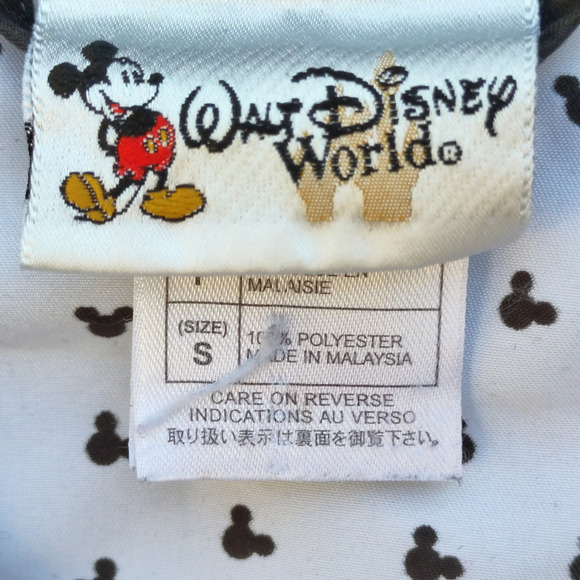 WALT DISNEY
World®
MALAISIE
(SIZE)
S
100% POLYESTER
MADE IN MALAYSIA
CARE ON REVERSE
INDICATIONS AU VERSO
取り扱い表示は裏面を御覧下さい。